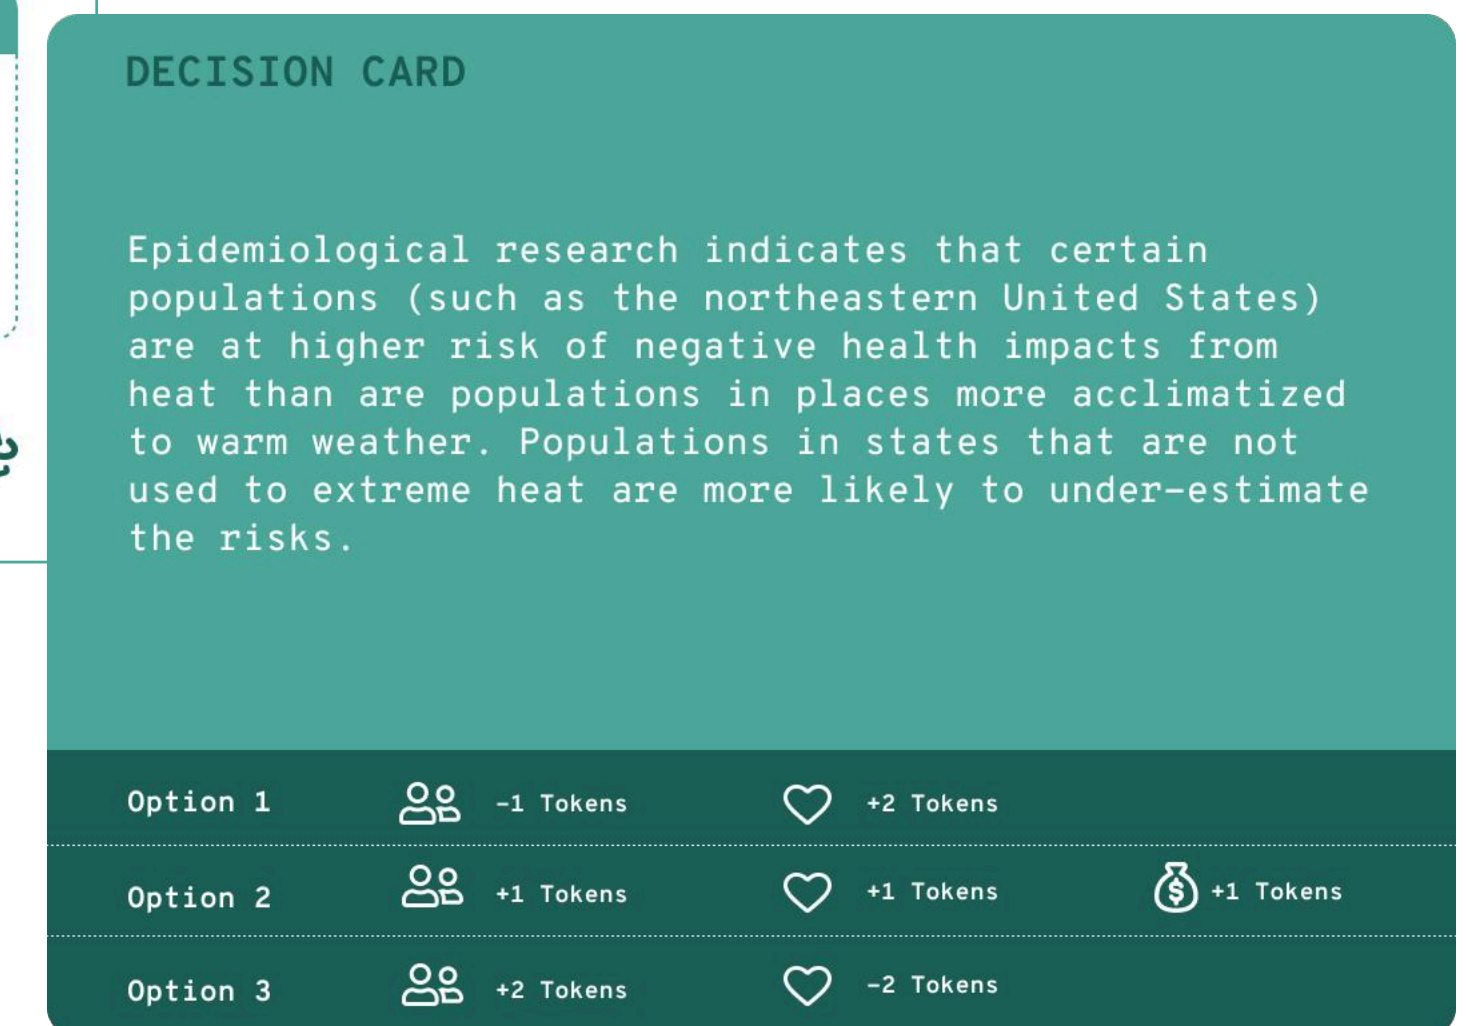 DECISION CARD
Epidemiological research indicates that certain
populations (such as the northeastern United States)
are at higher risk of negative health impacts from
heat than are populations in places more acclimatized
to warm weather. Populations in states that are not
used to extreme heat are more likely to under-estimate
the risks.
Option 1 -1 Tokens +2 Tokens
Option 2 +1 Tokens +1 Tokens $ +1 Tokens
Option 3 +2 Tokens -2 Tokens